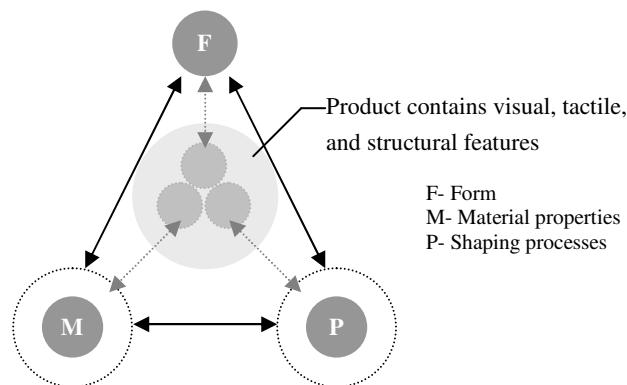 F
Product contains visual, tactile,
and structural features
F- Form
M- Material properties
P- Shaping processes
M
P